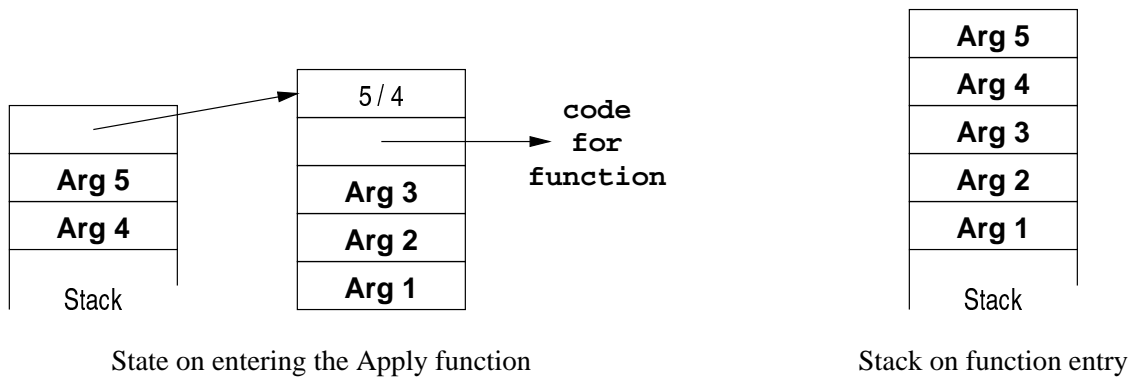 5 / 4
Arg 5
Arg 4
Stack
Arg 3
Arg 2
Arg 1
code
for
function
State on entering the Apply function
Arg 5
Arg 4
Arg 3
Arg 2
Arg 1
Stack
Stack on function entry